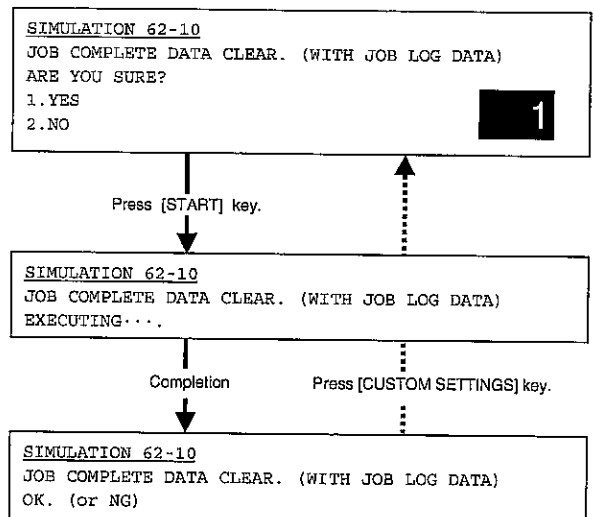 SIMULATION 62-10
JOB COMPLETE DATA CLEAR. (WITH JOB LOG DATA)
ARE YOU SURE?
1.YES
2.NO
1
Press [START] key.
SIMULATION 62-10
JOB COMPLETE DATA CLEAR. (WITH JOB LOG DATA)
EXECUTING····.
Completion
Press [CUSTOM SETTINGS] key.
SIMULATION 62-10
JOB COMPLETE DATA CLEAR. (WITH JOB LOG DATA)
OK. (or NG)